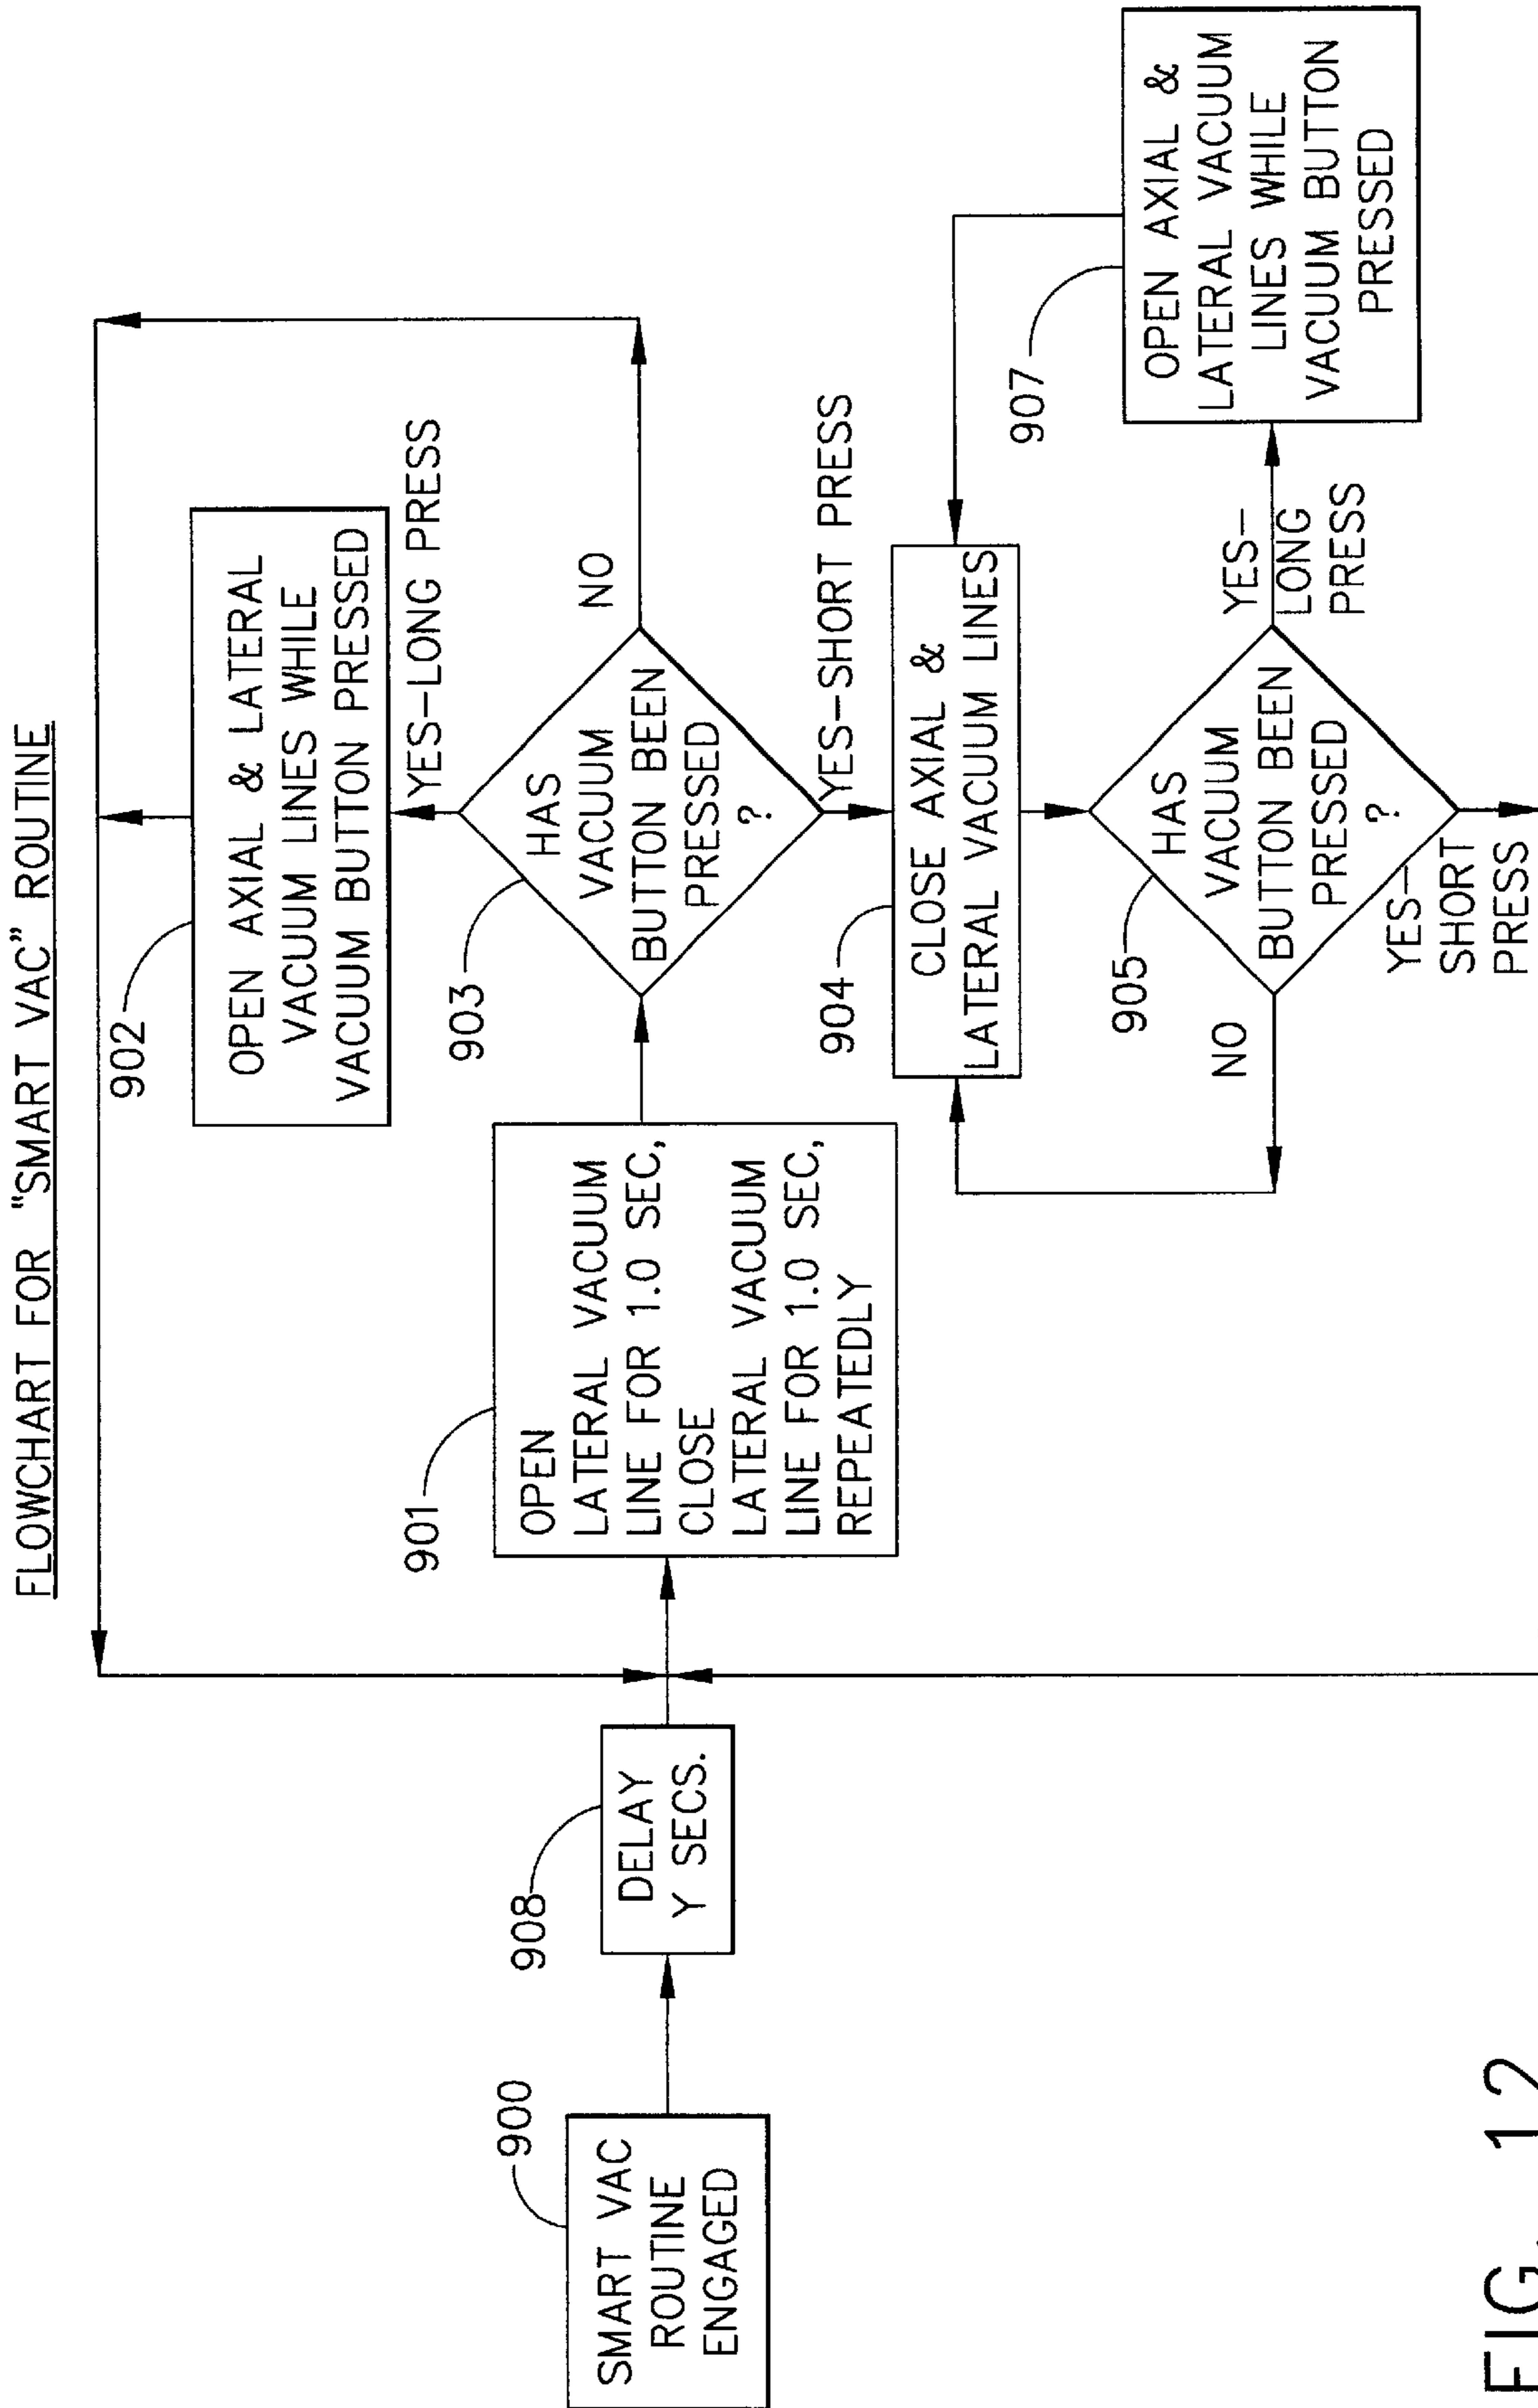 FLOWCHART FOR "SMART VAC" ROUTINE
902
OPEN AXIAL & LATERAL
VACUUM LINES WHILE
VACUUM BUTTON PRESSED
YES-LONG PRESS
903
HAS
VACUUM
BUTTON BEEN
PRESSED
?
NO
YES-SHORT PRESS
900
SMART VAC
ROUTINE
ENGAGED
908
DELAY
Y SECS.
901
OPEN
LATERAL VACUUM
LINE FOR 1.0 SEC,
CLOSE
LATERAL VACUUM
LINE FOR 1.0 SEC,
REPEATEDLY
904
CLOSE AXIAL &
LATERAL VACUUM LINES
905
HAS
VACUUM
BUTTON BEEN
PRESSED
?
NO
YES-
LONG
PRESS
907
OPEN AXIAL &
LATERAL VACUUM
LINES WHILE
VACUUM BUTTON
PRESSED
YES-
SHORT
PRESS
FIG. 12